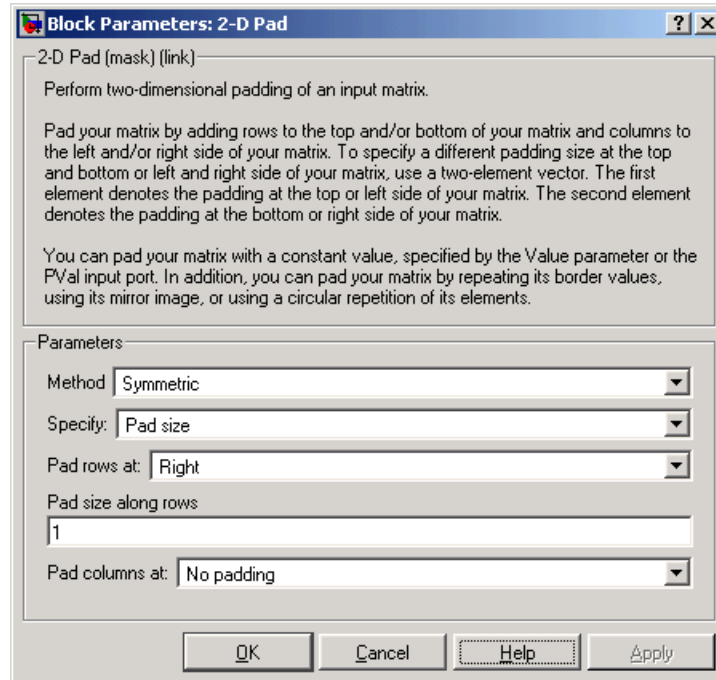 Block Parameters: 2-D Pad
2-D Pad (mask) (link)
Perform two-dimensional padding of an input matrix.
Pad your matrix by adding rows to the top and/or bottom of your matrix and columns to
the left and/or right side of your matrix. To specify a different padding size at the top
and bottom or left and right side of your matrix, use a two-element vector. The first
element denotes the padding at the top or left side of your matrix. The second element
denotes the padding at the bottom or right side of your matrix.
You can pad your matrix with a constant value, specified by the Value parameter or the
PVal input port. In addition, you can pad your matrix by repeating its border values,
using its mirror image, or using a circular repetition of its elements.
Parameters
Method Symmetric
Specify: Pad size
Pad rows at: Right
Pad size along rows
1
Pad columns at: No padding
OK Cancel Help Apply